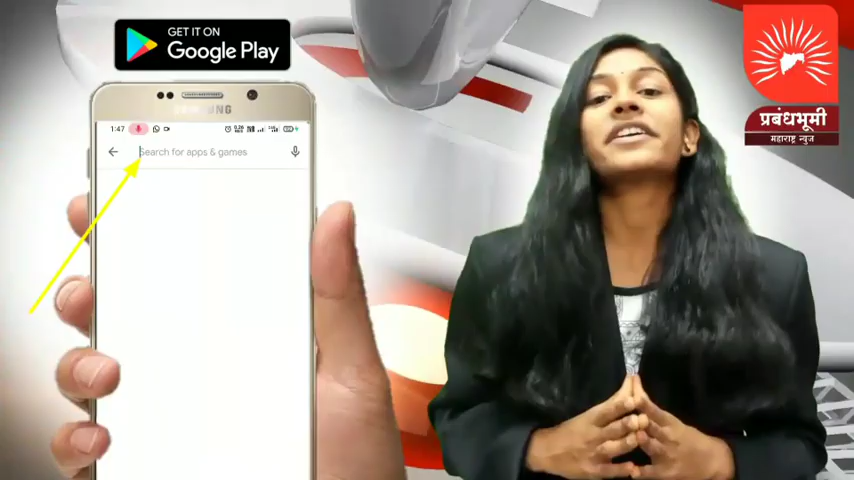 GET IT ON
Google Play
SAMSUNG
1:47
Search for apps & games
प्रबंधभूमी
महाराष्ट्र न्युज